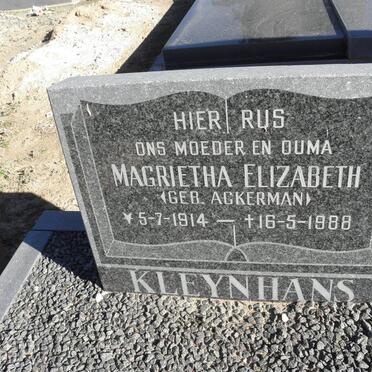 HIER RUS
ONS MOEDER EN OUMA
MAGRIETHA ELIZABETH
(GEB. ACKERMAN)
*5-7-1914 — †16-5-1988
KLEYNHANS